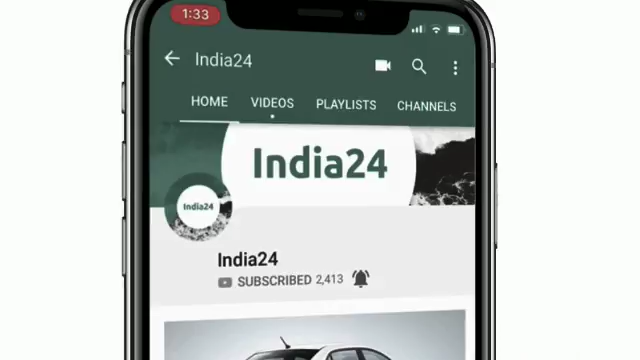 1:33
India24
HOME VIDEOS PLAYLISTS CHANNELS
India24
India24
India24
SUBSCRIBED 2,413